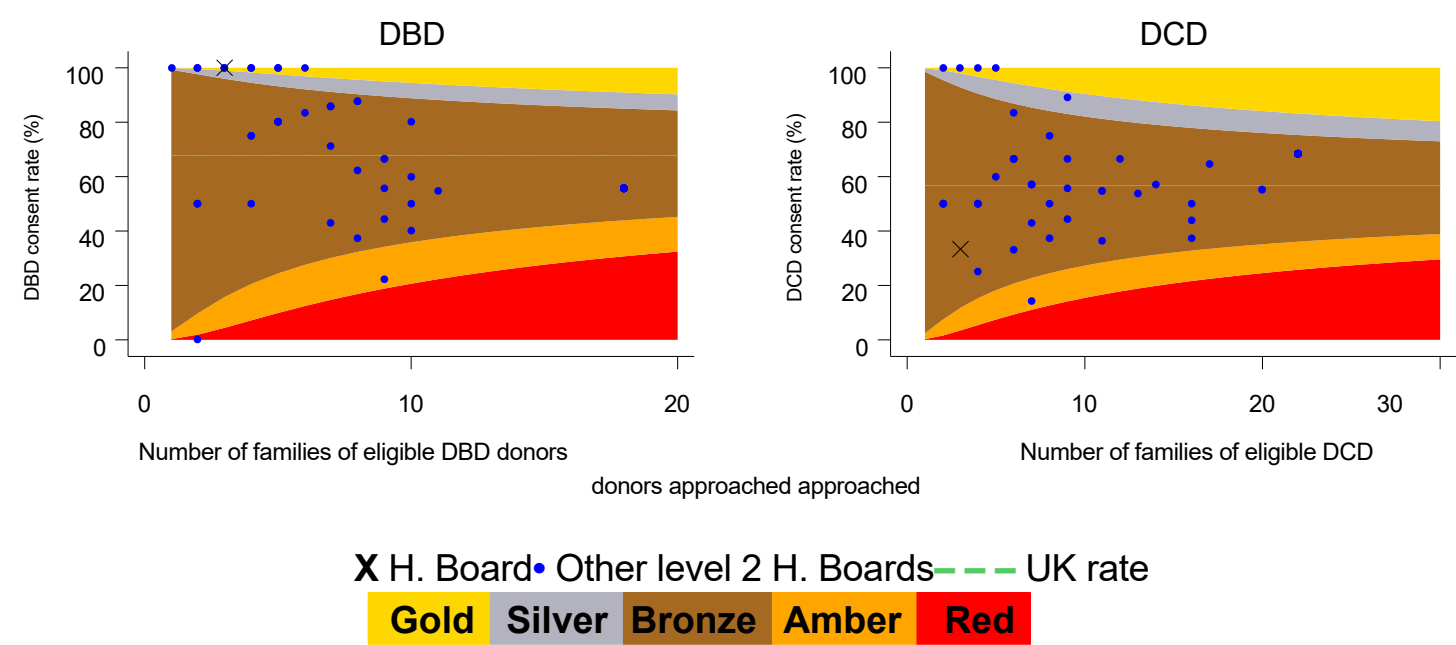 DBD
DBD consent rate (%)
100
80
60
40
20
0
0 10 20
Number of families of eligible DBD donors
DCD
DCD consent rate (%)
100
80
60
40
20
0
0 10 20 30
Number of families of eligible DCD
donors approached approached
X H. Board • Other level 2 H. Boards UK rate
Gold Silver Bronze Amber Red